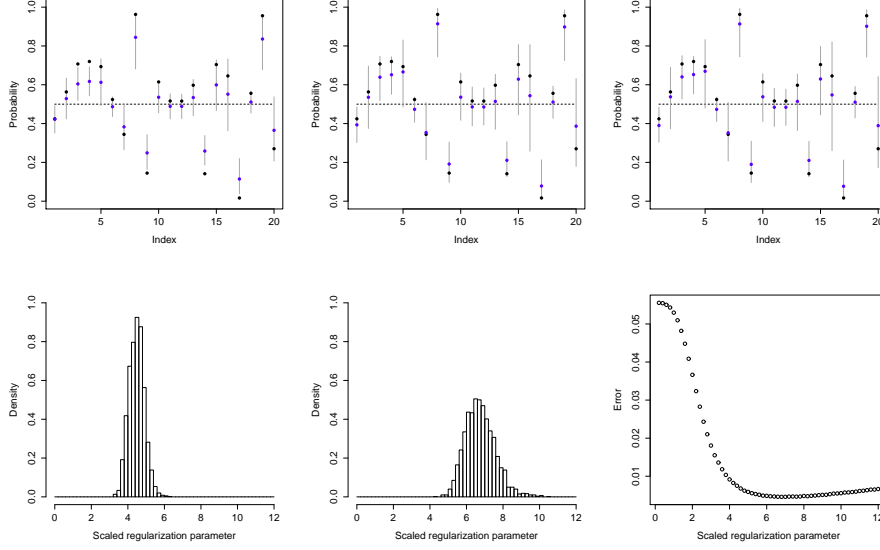 1.0 1.0 1.0
0.8 0.8 0.8
Probability Probability Probability
0.6 0.6 0.6
0.4 0.4 0.4
0.2 0.2 0.2
0.0 0.0 0.0
5 10 15 20 5 10 15 20 5 10 15 20
Index Index Index
1.0 1.0
0.05
0.8 0.8
0.04
0.6 0.6
Density Density Error
0.03
0.4 0.4
0.02
0.2 0.2
0.01
0.0 0.0
0 2 4 6 8 10 12 0 2 4 6 8 10 12 0 2 4 6 8 10 12
Scaled regularization parameter Scaled regularization parameter Scaled regularization parameter